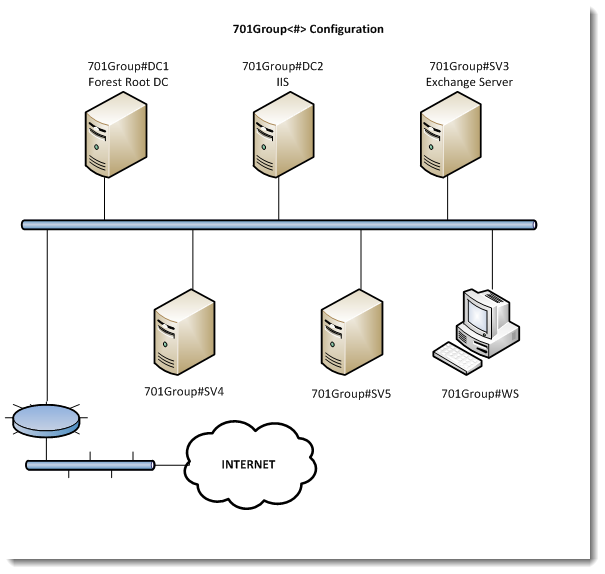 701Group<#> Configuration
701Group#DC1
Forest Root DC
701Group#DC2
IIS
701Group#SV3
Exchange Server
701Group#SV4
701Group#SV5
701Group#WS
INTERNET